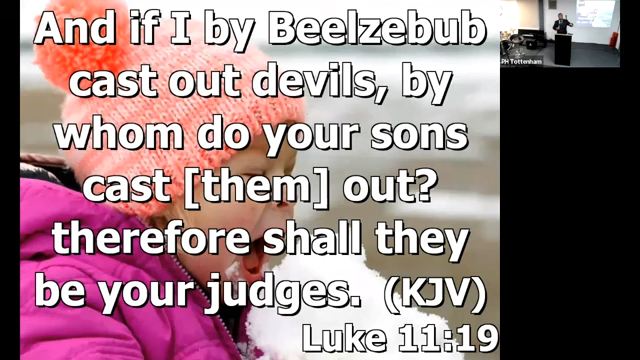 And if I by Beelzebub
cast out devils, by
whom do your sons
cast [them] out?
therefore shall they
be your judges. (KJV)
Luke 11:19
PH Tottenham